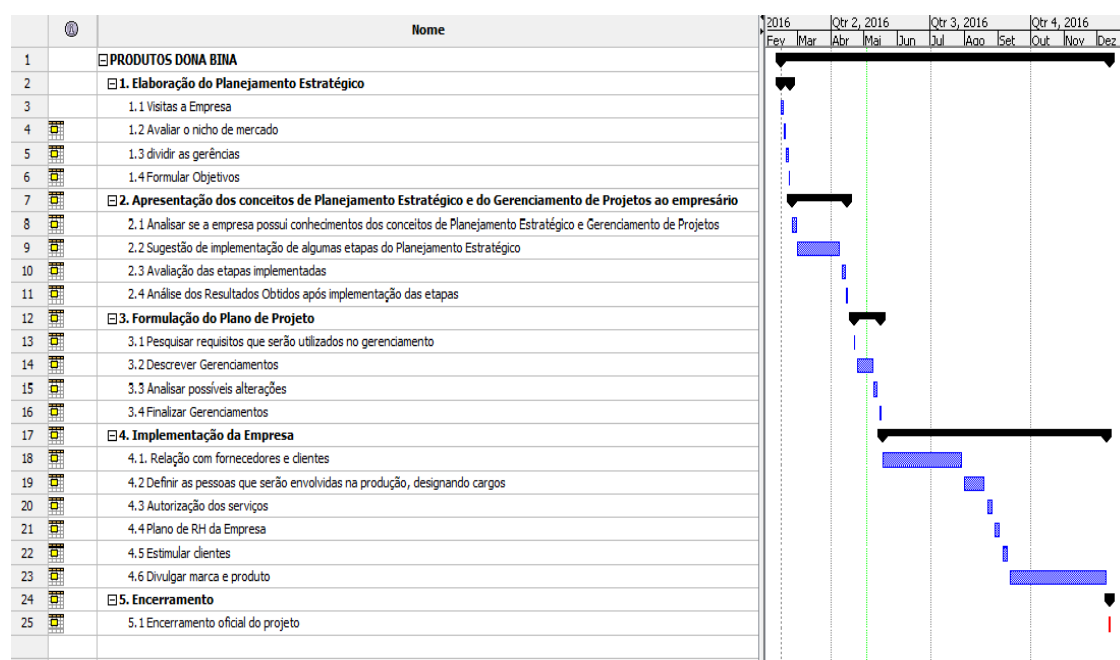 Nome
2016 Qtr 2, 2016 Qtr 3, 2016 Qtr 4, 2016
Fev Mar Abr Mai Jun Jul Ago Set Out Nov Dez
1 PRODUTOS DONA BINA
2 1. Elaboração do Planejamento Estratégico
3 1.1 Visitas a Empresa
4 1.2 Avaliar o nicho de mercado
5 1.3 dividir as gerências
6 1.4 Formular Objetivos
7 2. Apresentação dos conceitos de Planejamento Estratégico e do Gerenciamento de Projetos ao empresário
8 2.1 Analisar se a empresa possui conhecimentos dos conceitos de Planejamento Estratégico e Gerenciamento de Projetos
9 2.2 Sugestão de implementação de algumas etapas do Planejamento Estratégico
10 2.3 Avaliação das etapas implementadas
11 2.4 Análise dos Resultados Obtidos após implementação das etapas
12 3. Formulação do Plano de Projeto
13 3.1 Pesquisar requisitos que serão utilizados no gerenciamento
14 3.2 Descrever Gerenciamentos
15 3.3 Analisar possíveis alterações
16 3.4 Finalizar Gerenciamentos
17 4. Implementação da Empresa
18 4.1. Relação com fornecedores e clientes
19 4.2 Definir as pessoas que serão envolvidas na produção, designando cargos
20 4.3 Autorização dos serviços
21 4.4 Plano de RH da Empresa
22 4.5 Estimular clientes
23 4.6 Divulgar marca e produto
24 5. Encerramento
25 5.1 Encerramento oficial do projeto